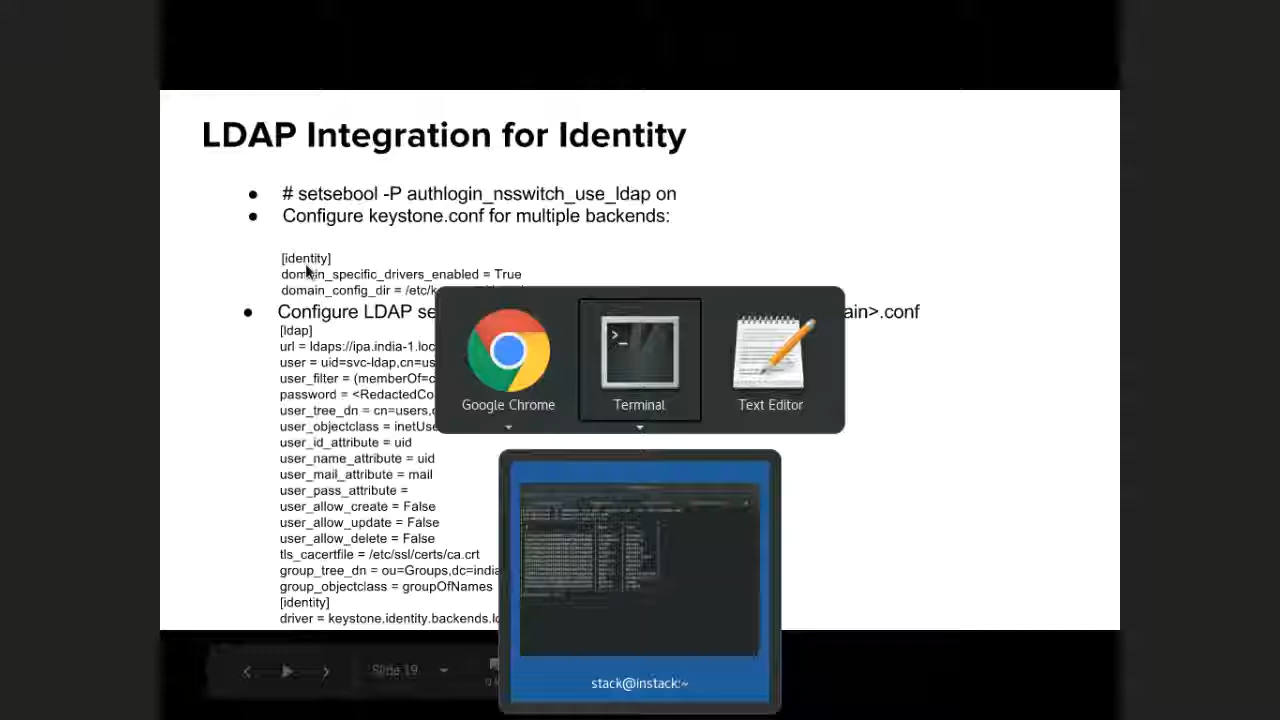 LDAP Integration for Identity
● # setsebool -P authlogin_nsswitch_use_ldap on
● Configure keystone.conf for multiple backends:
[identity]
domain_specific_drivers_enabled = True
domain_config_dir = /etc/k
● Configure LDAP se ain>.conf
[ldap]
url = ldaps://ipa.india-1.loc
user = uid=svc-ldap,cn=us
user_filter = (memberOf=c
password = <RedactedCo
user_tree_dn = cn=users,c
user_objectclass = inetUse
user_id_attribute = uid
user_name_attribute = uid
user_mail_attribute = mail
user_pass_attribute =
user_allow_create = False
user_allow_update = False
user_allow_delete = False
tls_cacertfile = /etc/ssl/certs/ca.crt
group_tree_dn = ou=Groups,dc=india
group_objectclass = groupOfNames
[identity]
driver = keystone.identity.backends.lc
Google Chrome
Terminal
Text Editor
stack@instack:~
Slide 19